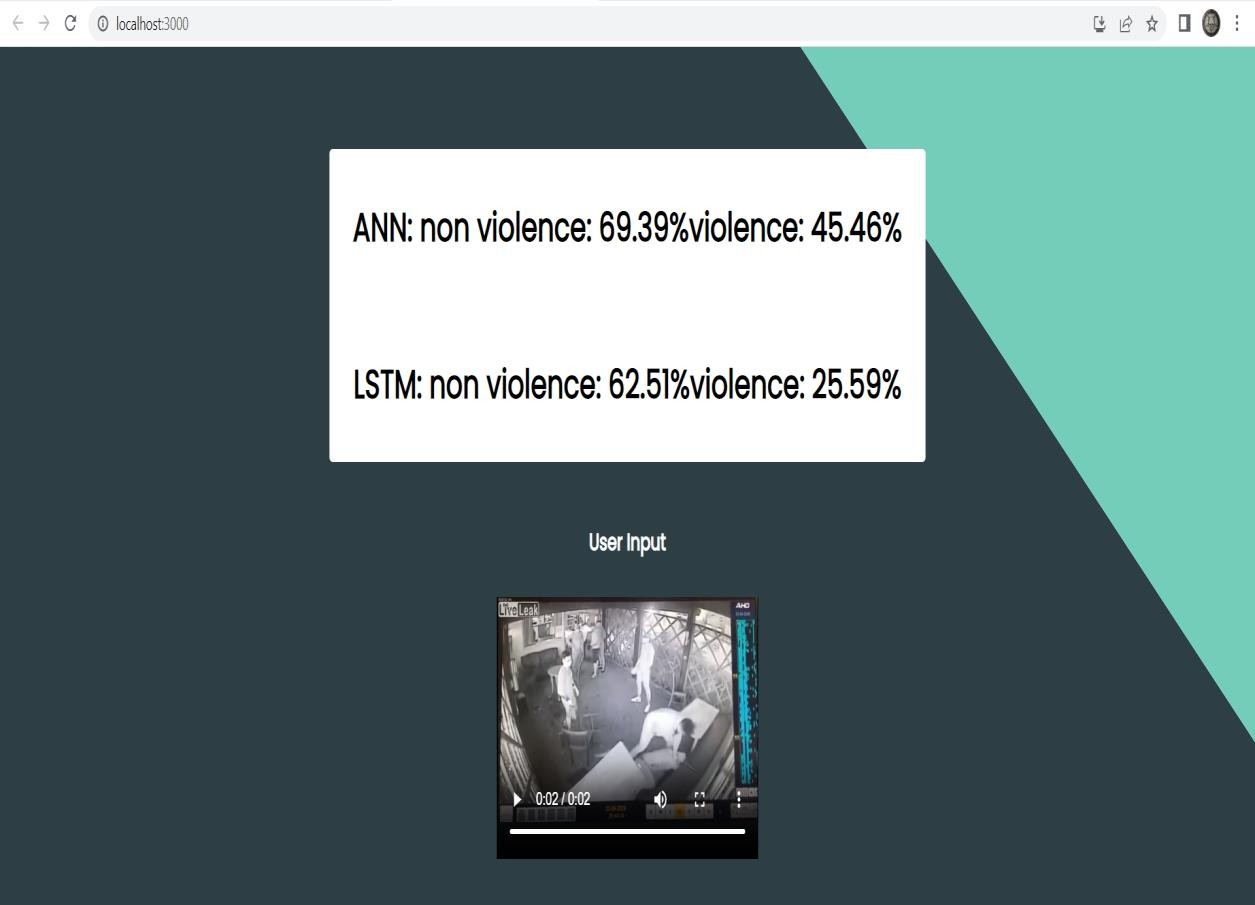 localhost:3000
ANN: non violence: 69.39%violence: 45.46%
LSTM: non violence: 62.51%violence: 25.59%
User Input
LiveLeak
AHD
0:02 / 0:02